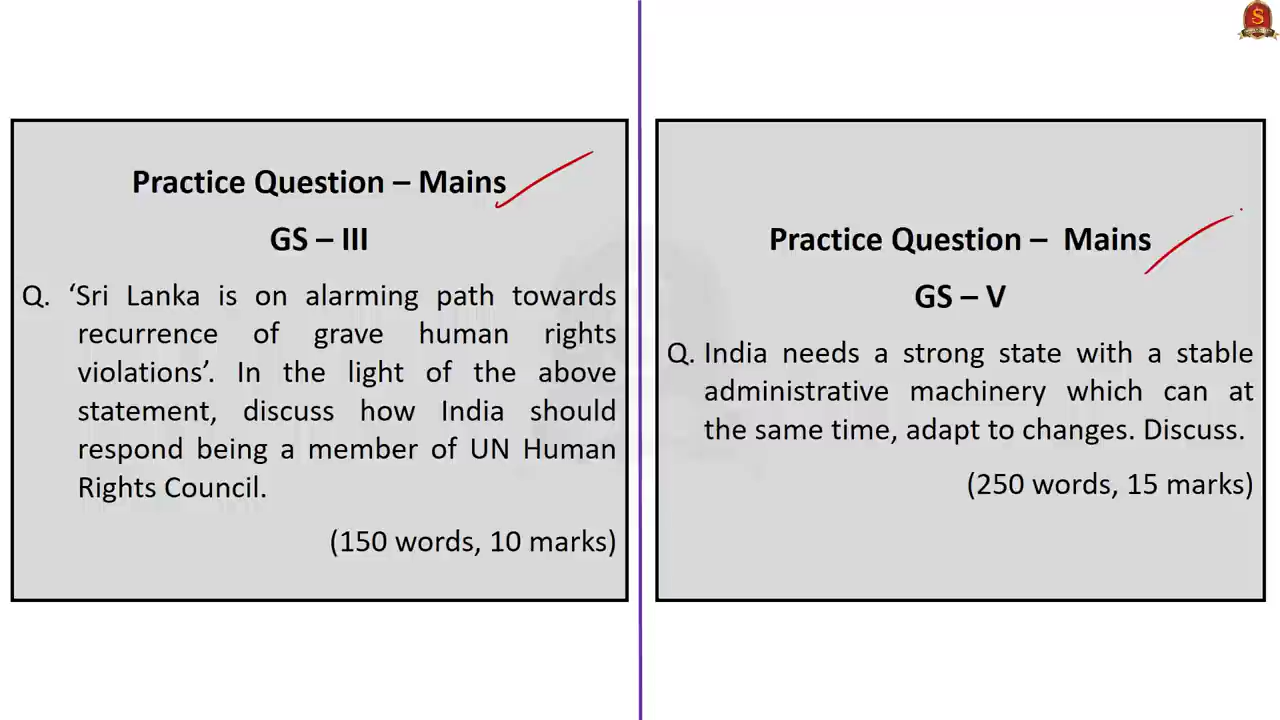 Practice Question – Mains
GS – III
Q. ‘Sri Lanka is on alarming path towards
recurrence of grave human rights
violations’. In the light of the above
statement, discuss how India should
respond being a member of UN Human
Rights Council.
(150 words, 10 marks)
Practice Question – Mains
GS – V
Q. India needs a strong state with a stable
administrative machinery which can at
the same time, adapt to changes. Discuss.
(250 words, 15 marks)
S